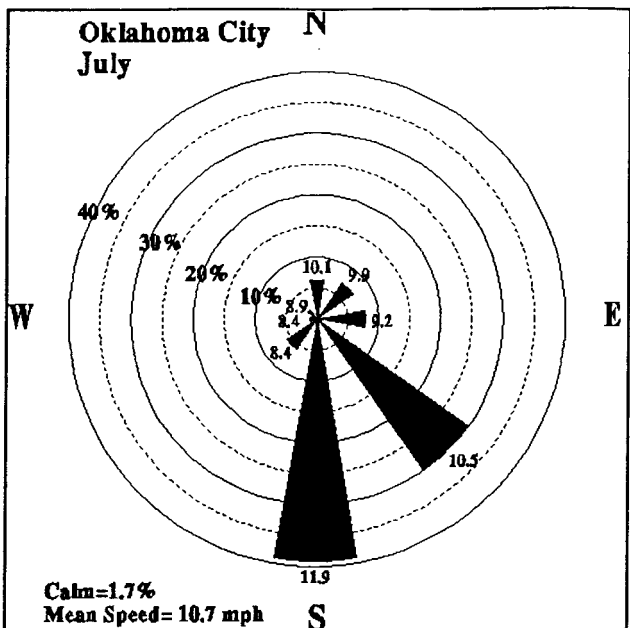 Oklahoma City
July
N
40%
30%
20%
10%
10.1
9.9
8.9
W
8.4
9.2
E
8.4
10.5
11.9
Calm=1.7%
Mean Speed= 10.7 mph
S